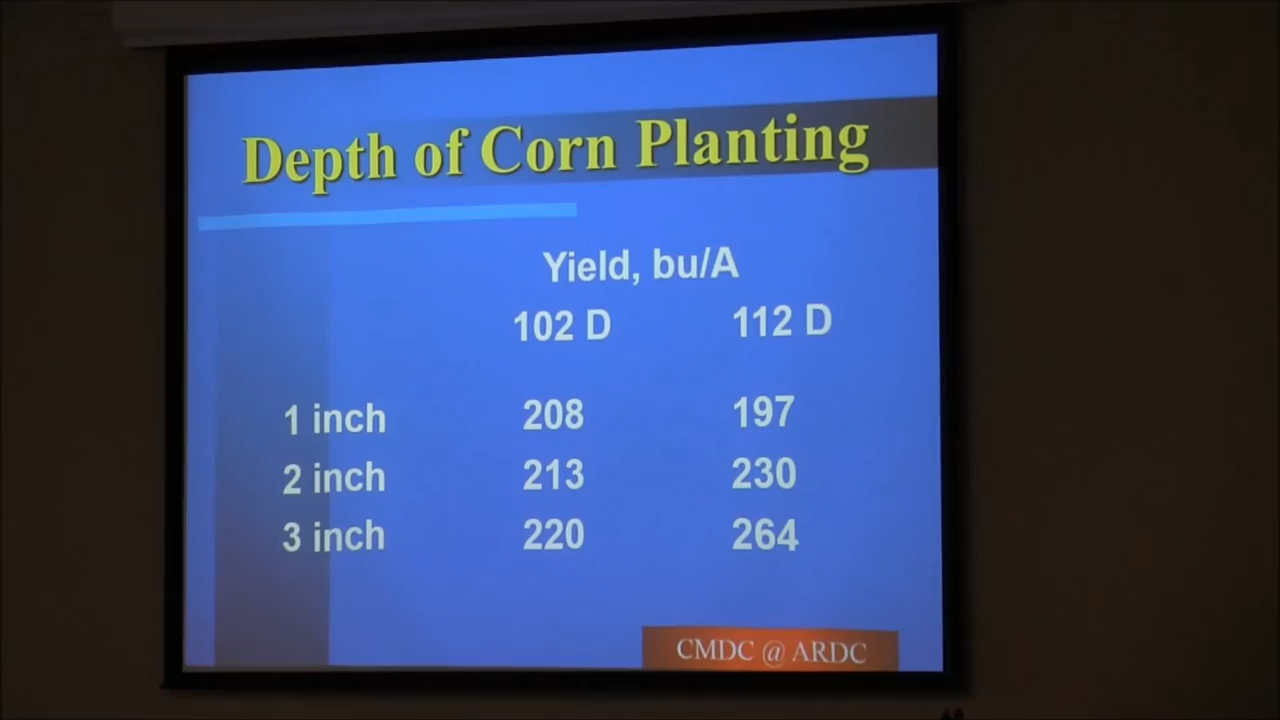 Depth of Corn Planting
Yield, bu/A
102 D 112 D
1 inch 208 197
2 inch 213 230
3 inch 220 264
CMDC @ ARDC